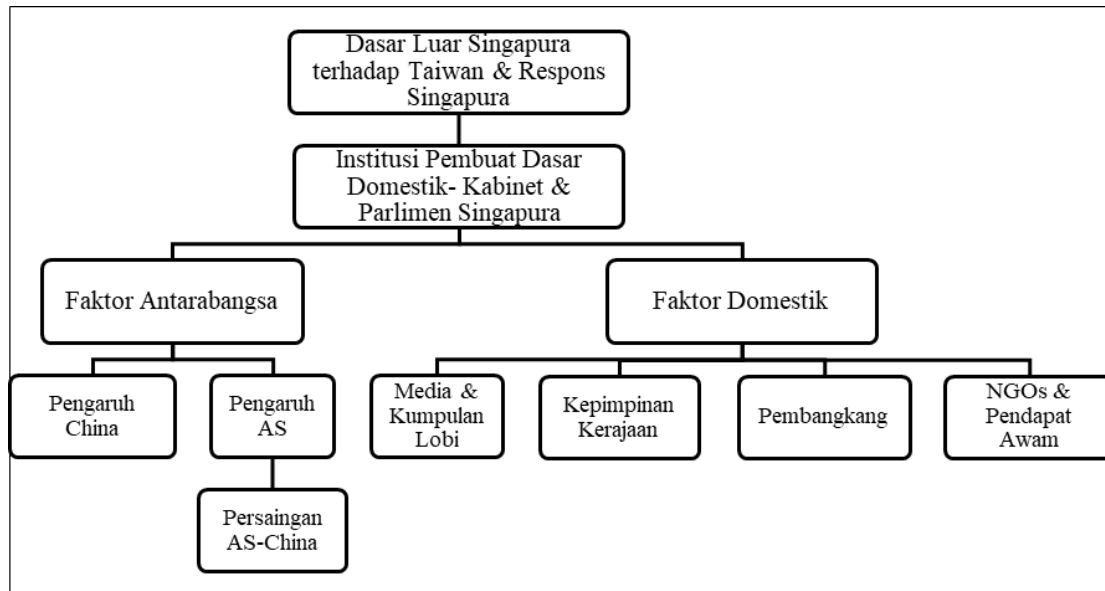 Dasar Luar Singapura
terhadap Taiwan & Respons
Singapura
Institusi Pembuat Dasar
Domestik- Kabinet &
Parlimen Singapura
Faktor Antarabangsa
Faktor Domestik
Pengaruh
China
Pengaruh
AS
Media &
Kumpulan
Lobi
Kepimpinan
Kerajaan
Pembangkang
NGOs &
Pendapat
Awam
Persaingan
AS-China